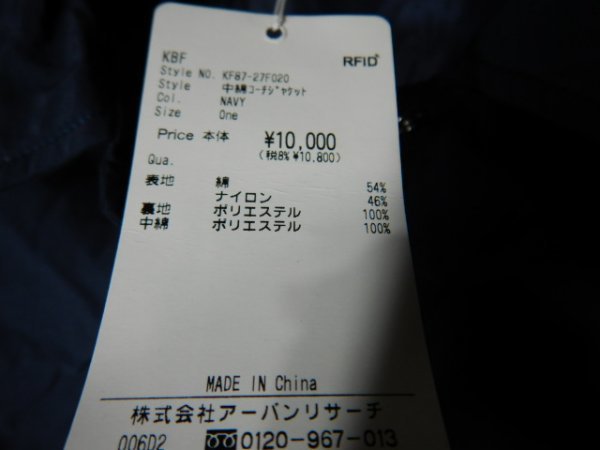 KBF
RFID
Style NO. KF87-27F020
Style 中綿コーチジャケット
Col. NAVY
Size One
Price 本体 ¥10,000
(税8% ¥10,800)
Qua.
表地 綿 54%
ナイロン 46%
裏地 ポリエステル 100%
中綿 ポリエステル 100%
MADE IN China
株式会社アーバンリサーチ
006D2 0120-967-013